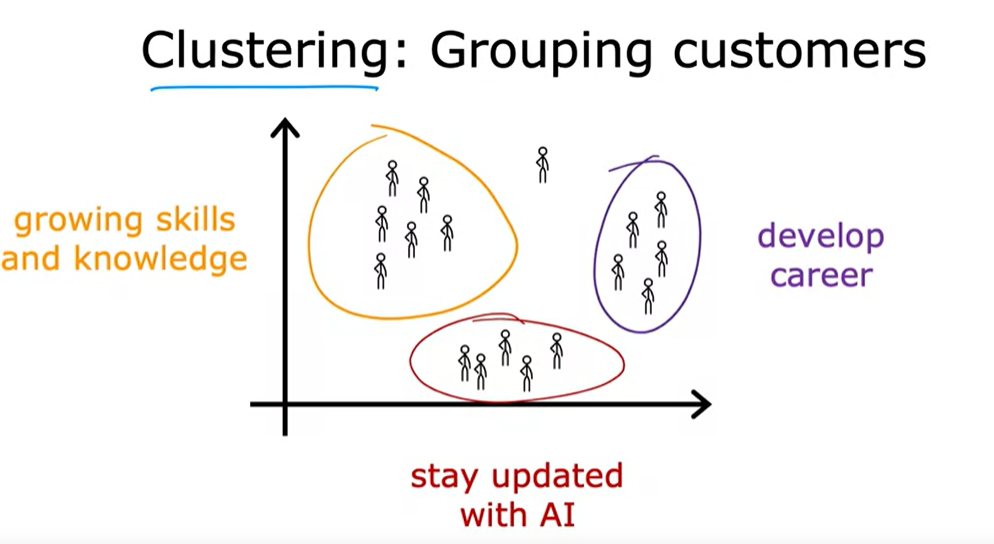 Clustering: Grouping customers
growing skills
and knowledge
develop
career
stay updated
with AI